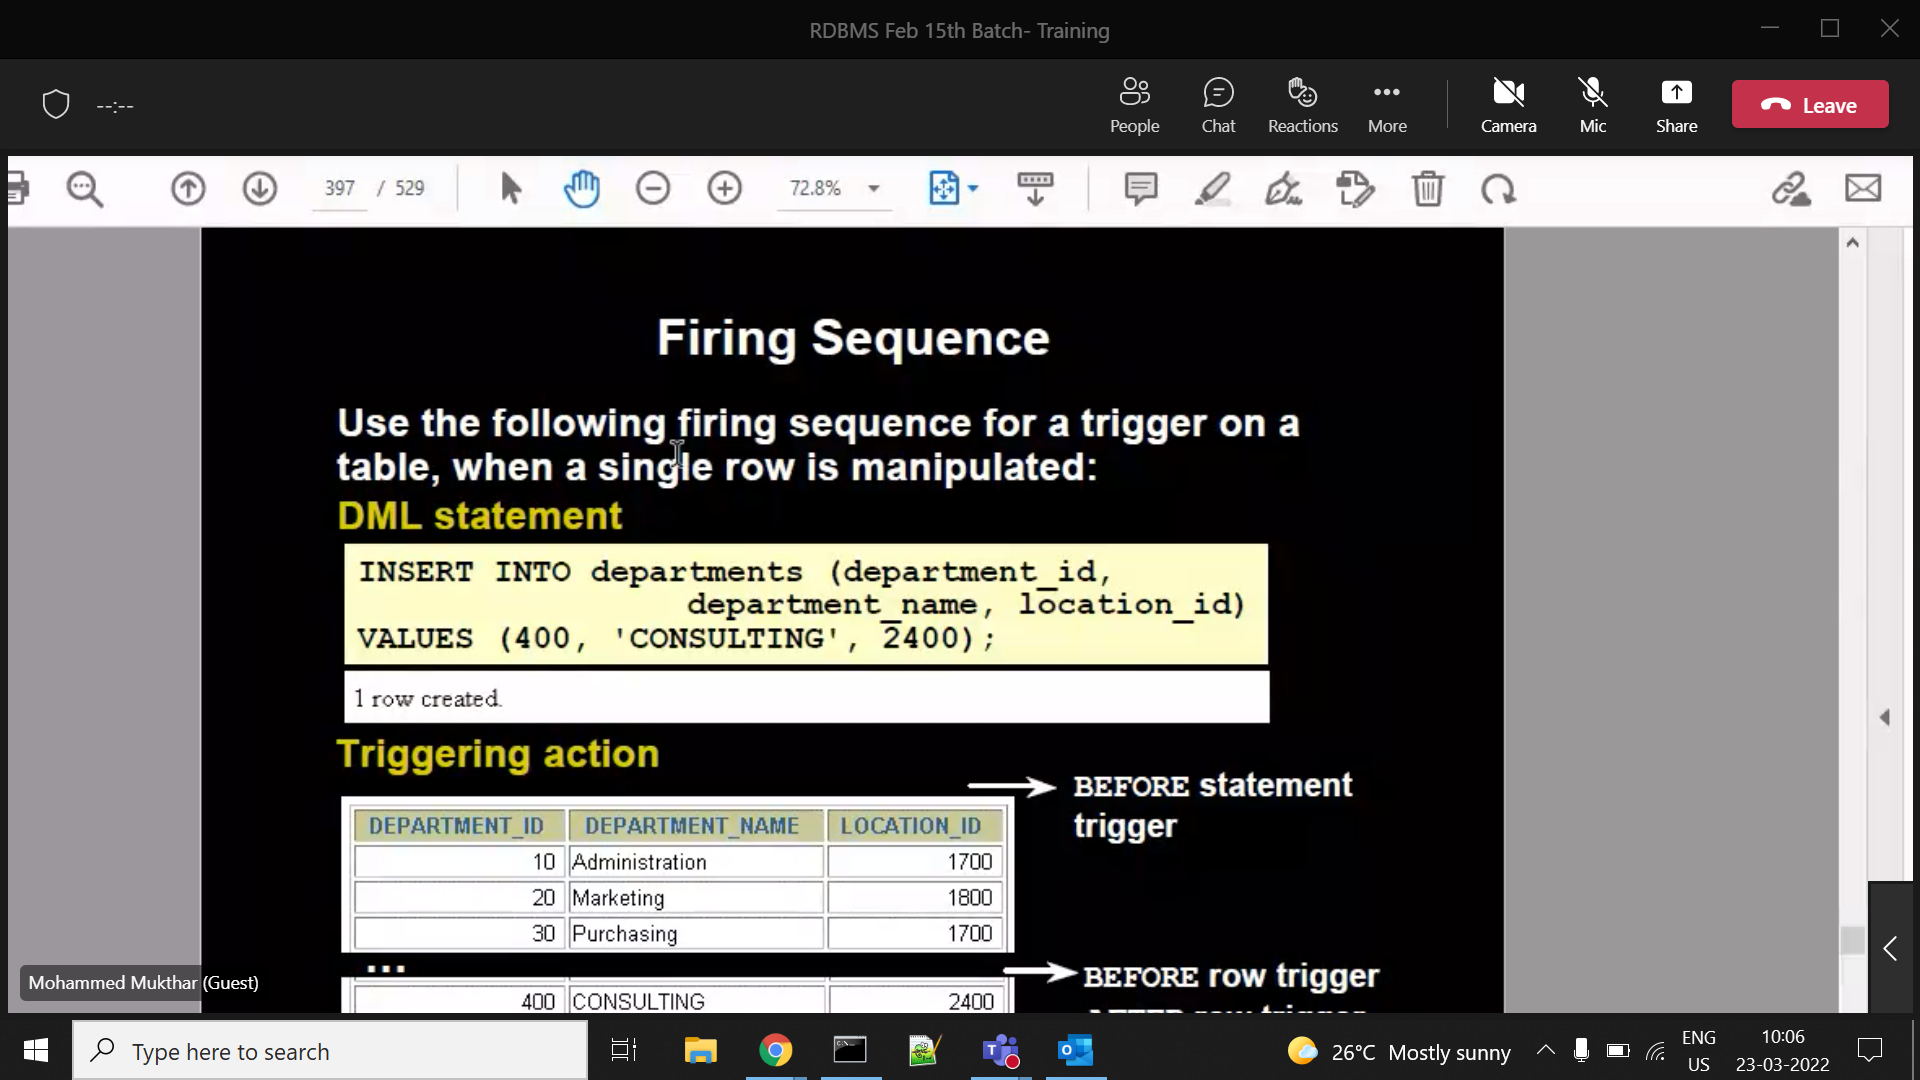 RDBMS Feb 15th Batch- Training
--:--
People
Chat
Reactions
More
Camera
Mic
Share
Leave
397 / 529
72.8%
Firing Sequence
Use the following firing sequence for a trigger on a
table, when a single row is manipulated:
DML statement
INSERT INTO departments (department_id,
department_name, location_id)
VALUES (400, 'CONSULTING', 2400);
1 row created.
Triggering action
BEFORE statement
trigger
DEPARTMENT_ID DEPARTMENT_NAME LOCATION_ID
10 Administration 1700
20 Marketing 1800
30 Purchasing 1700
...
BEFORE row trigger
400 CONSULTING 2400
AFTER row trigger
Mohammed Mukthar (Guest)
Type here to search
26°C Mostly sunny
ENG
US
10:06
23-03-2022